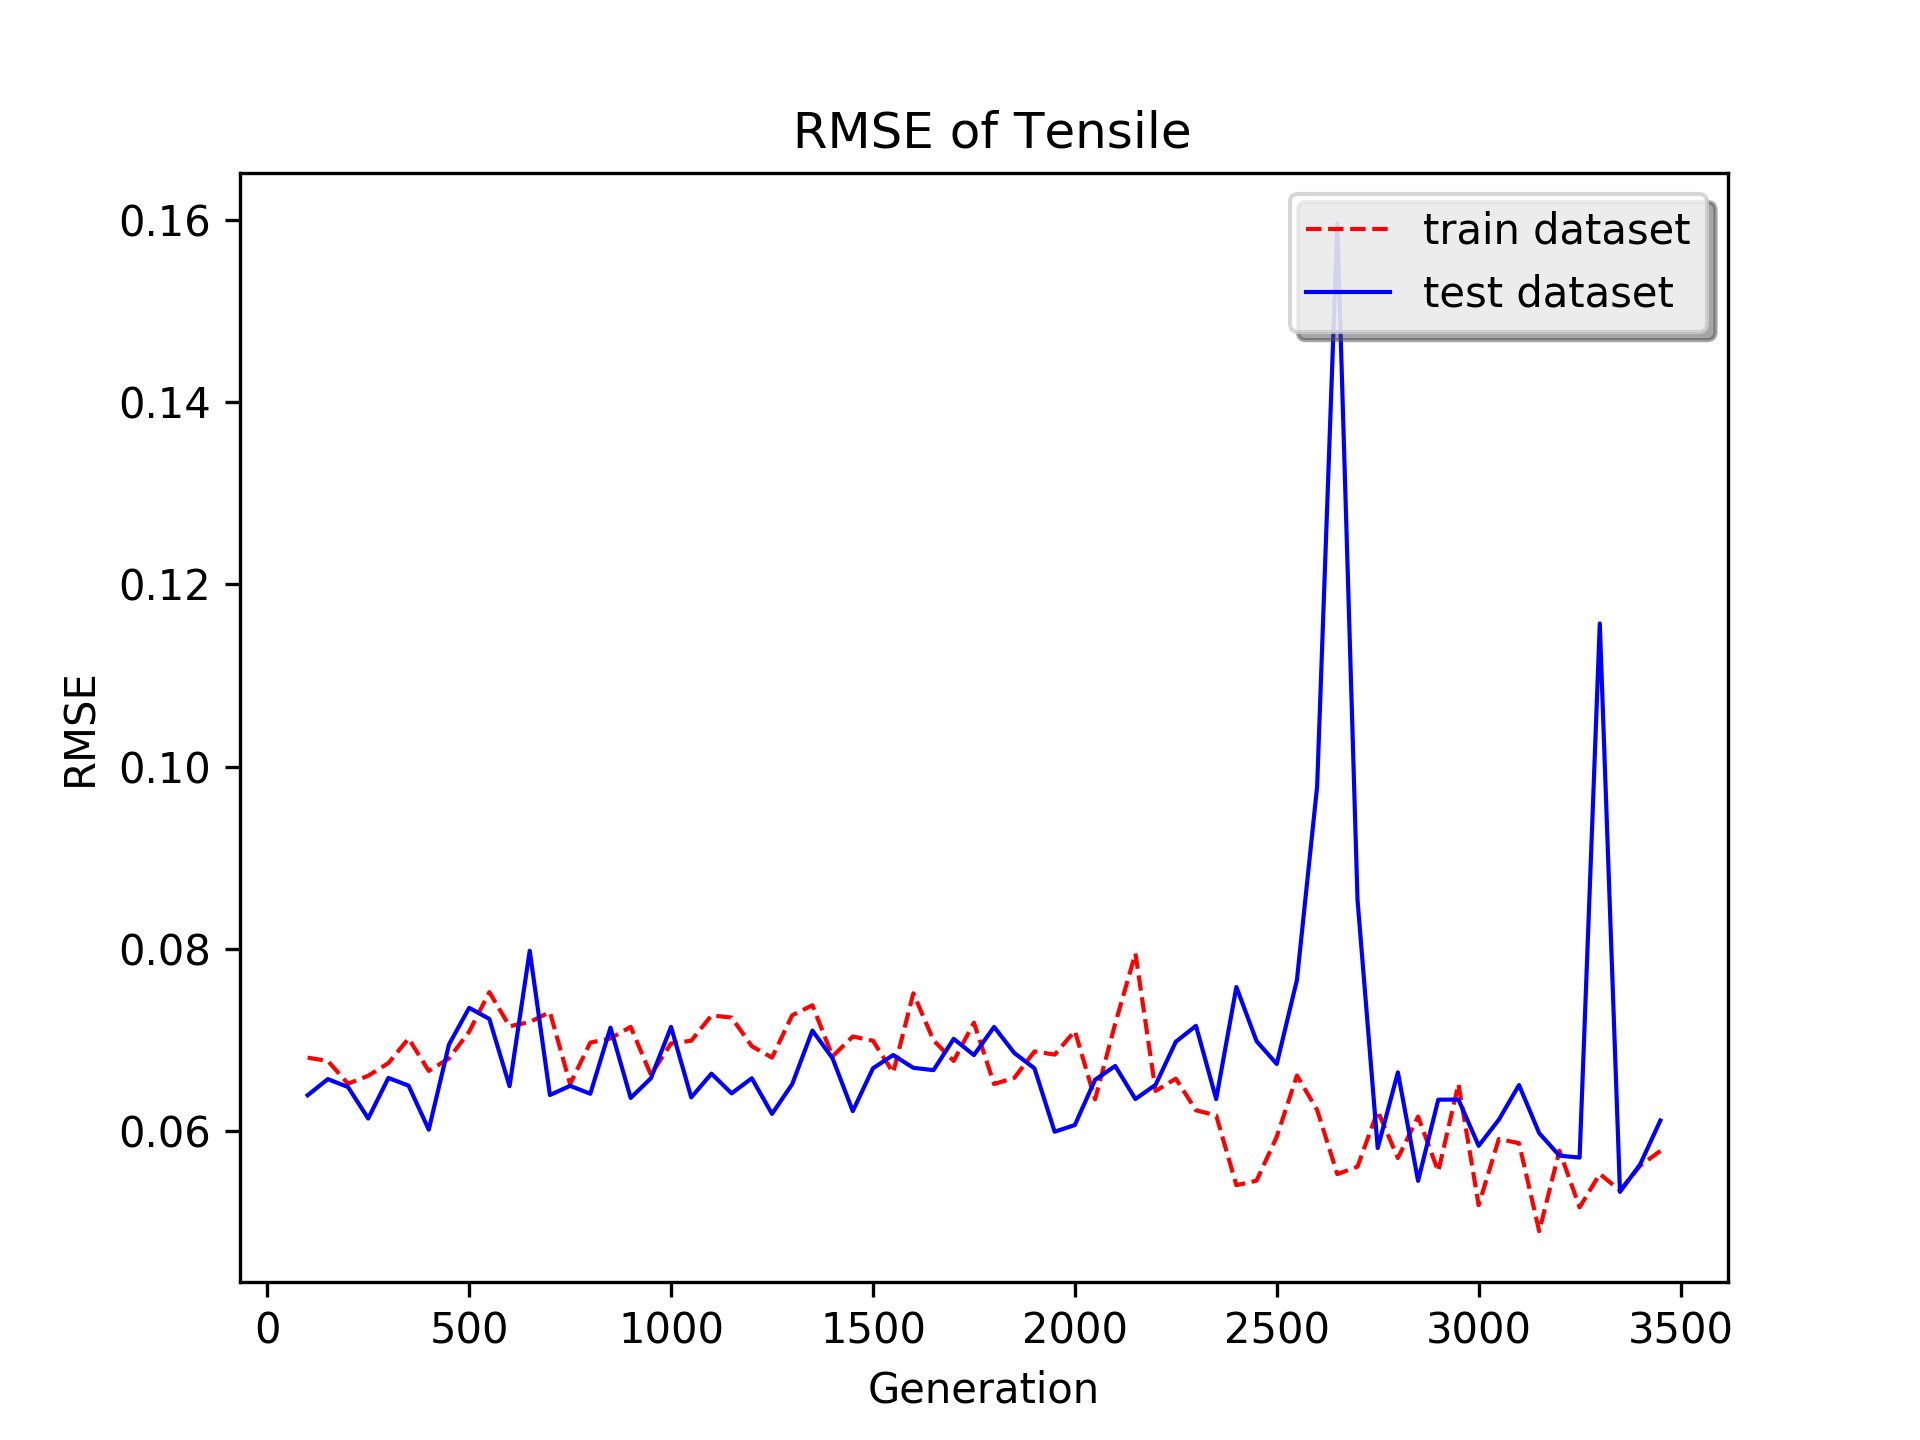 RMSE of Tensile
train dataset
test dataset
0.16
0.14
0.12
0.10
0.08
0.06
RMSE
0 500 1000 1500 2000 2500 3000 3500
Generation